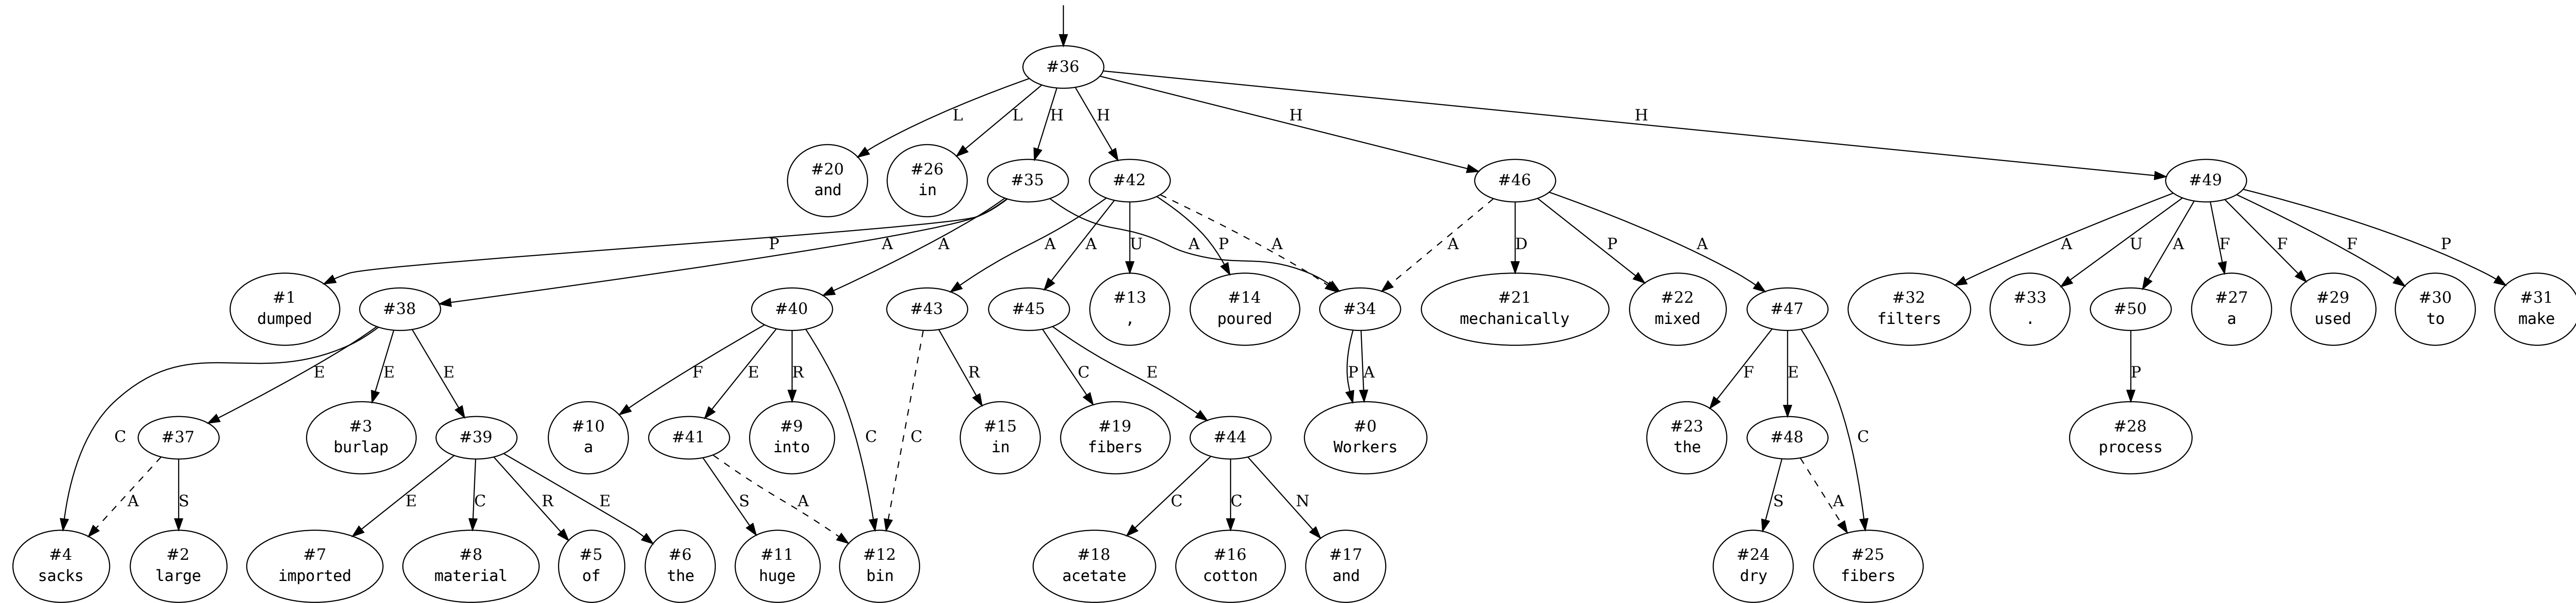 #36
L
L
H
H
H
H
#20
and
#26
in
#35
#42
#46
#49
P
A
A
A
A
A
U
P
A
A
D
P
A
A
U
A
F
F
F
P
#1
dumped
#38
#40
#43
#45
#13
,
#14
poured
#34
#21
mechanically
#22
mixed
#47
#32
filters
#33
.
#50
#27
a
#29
used
#30
to
#31
make
C
E
E
E
F
E
R
C
C
R
C
E
P
A
F
E
C
P
#37
#3
burlap
#39
#10
a
#41
#9
into
#15
in
#19
fibers
#44
#0
Workers
#23
the
#48
#28
process
A
S
E
C
R
E
S
A
C
C
N
S
A
#4
sacks
#2
large
#7
imported
#8
material
#5
of
#6
the
#11
huge
#12
bin
#18
acetate
#16
cotton
#17
and
#24
dry
#25
fibers